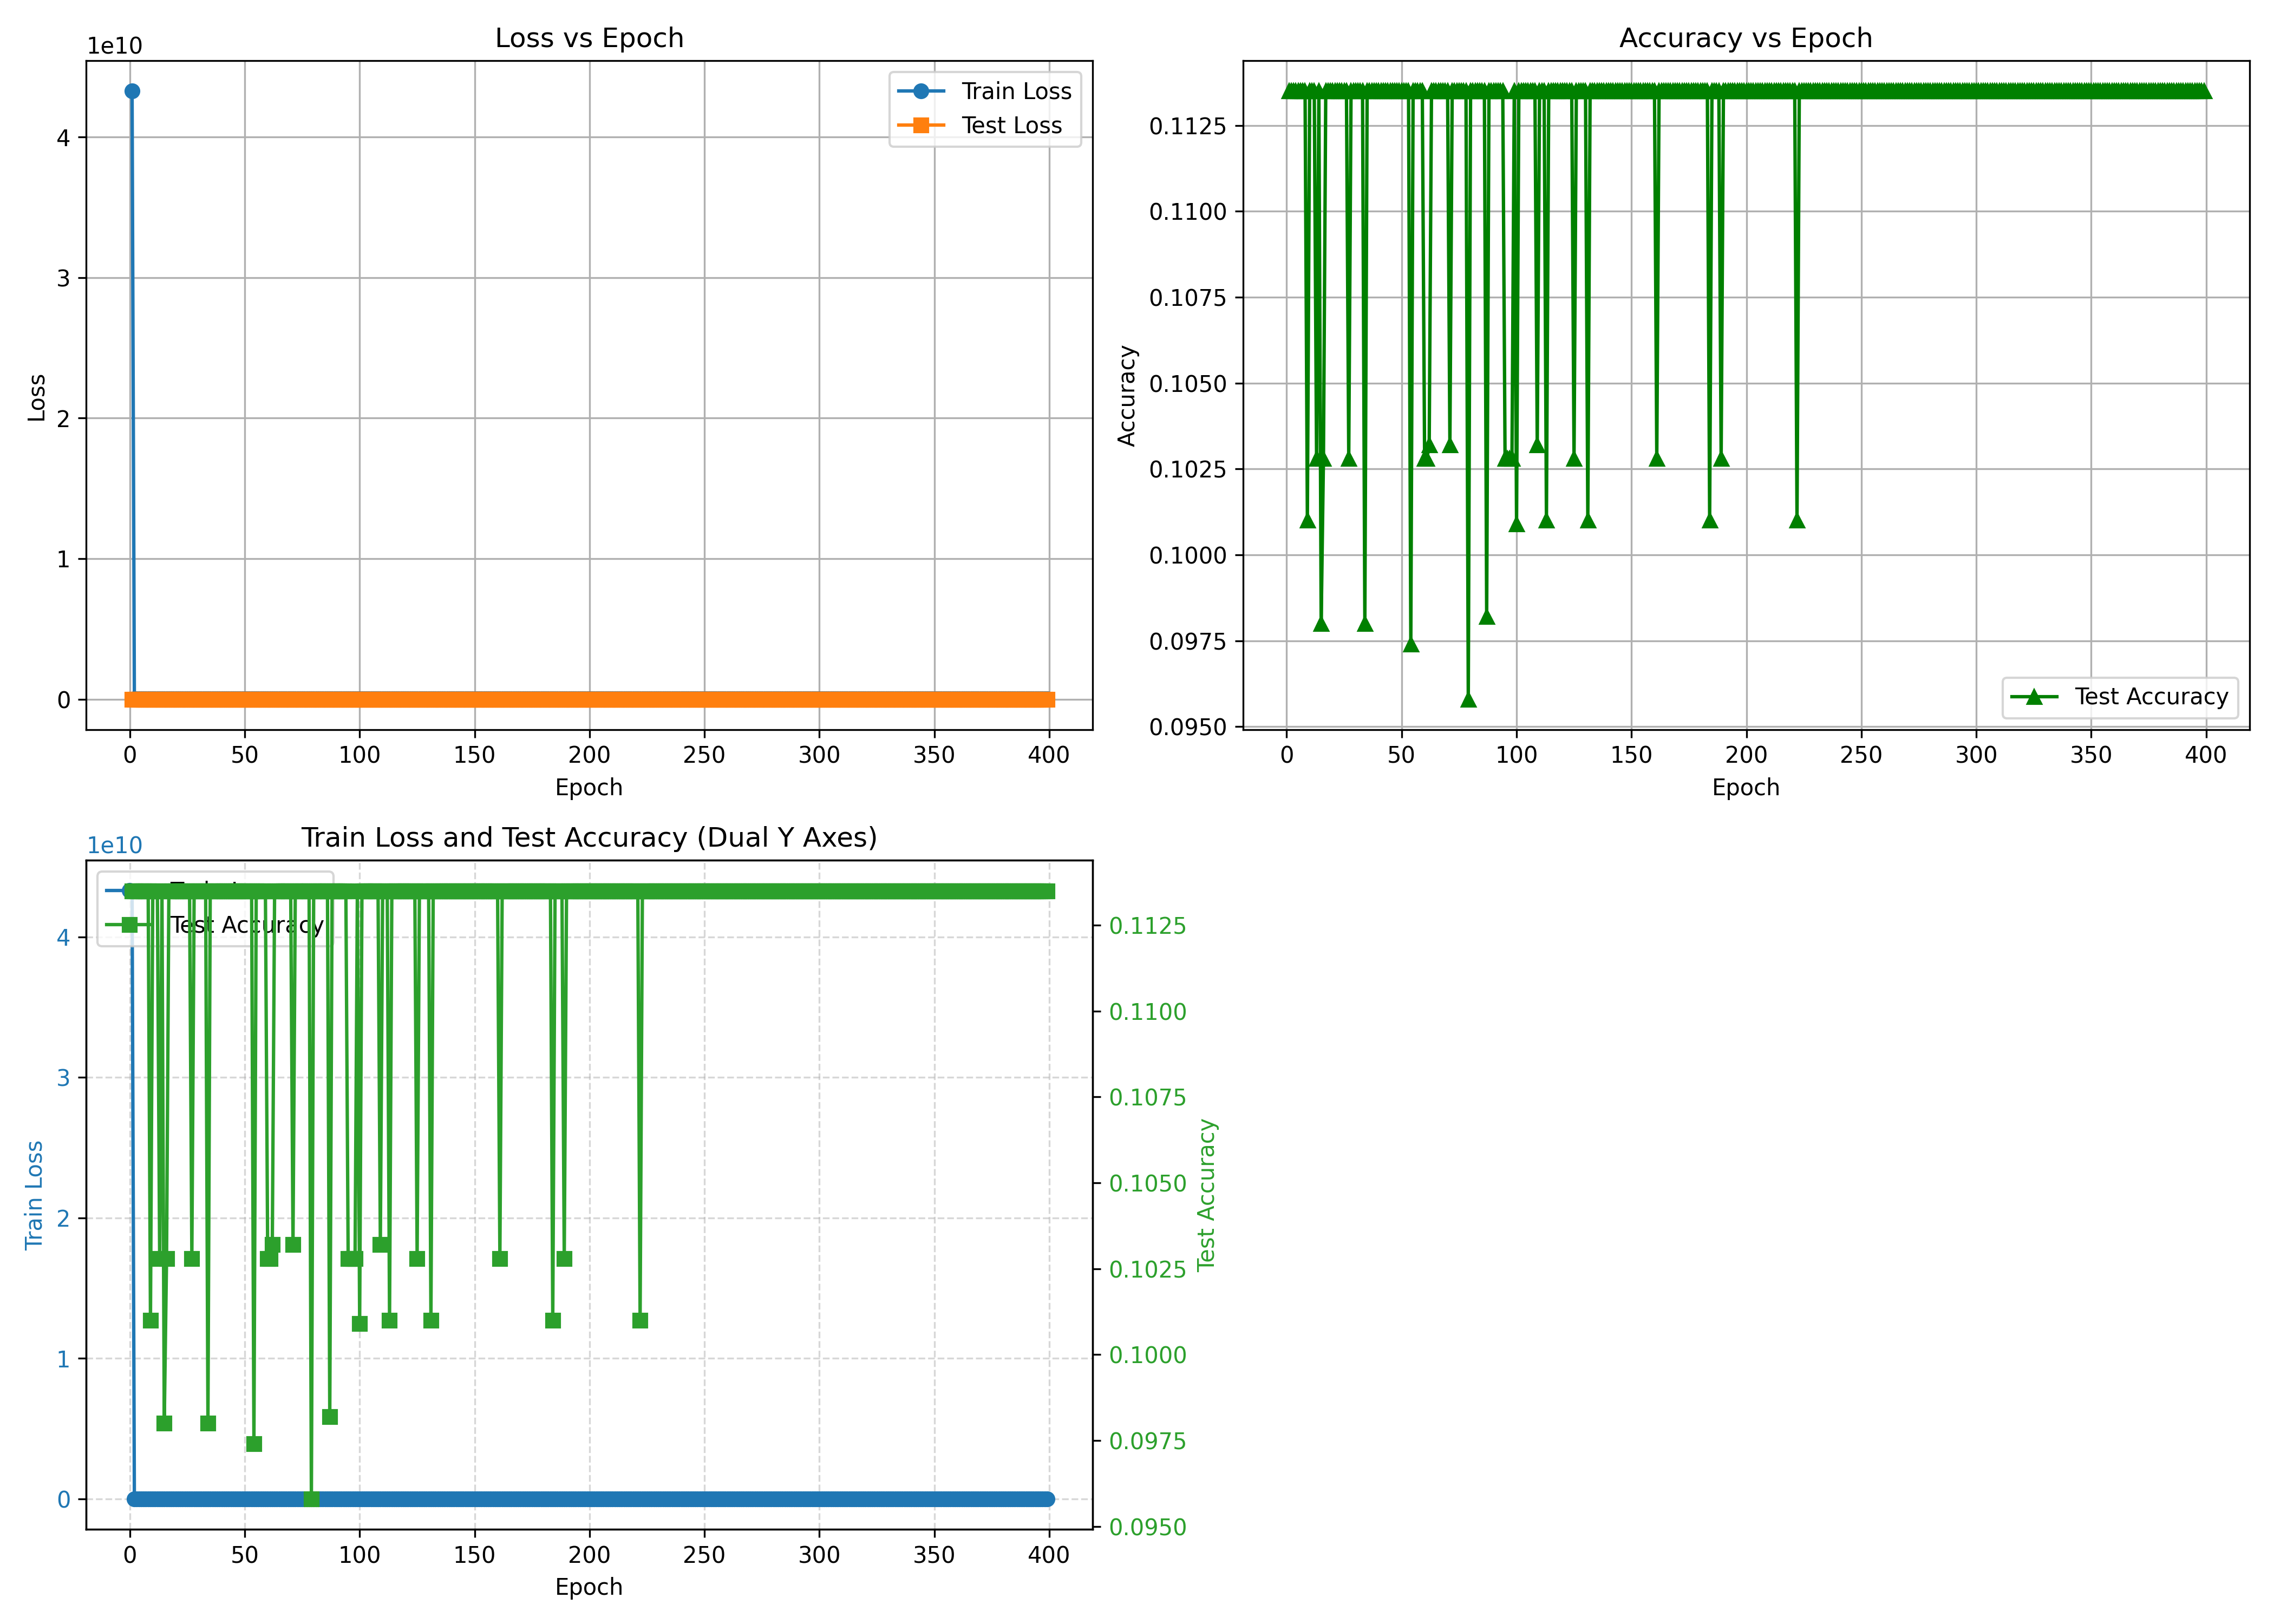 Loss vs Epoch
1e10
4
3
2
1
0
Loss
0 50 100 150 200 250 300 350 400
Epoch
Train Loss
Test Loss
Accuracy vs Epoch
0.1125
0.1100
0.1075
0.1050
0.1025
0.1000
0.0975
0.0950
Accuracy
0 50 100 150 200 250 300 350 400
Epoch
Test Accuracy
Train Loss and Test Accuracy (Dual Y Axes)
1e10
4
3
2
1
0
Train Loss
0 50 100 150 200 250 300 350 400
Epoch
Test Accuracy
0.1125
0.1100
0.1075
0.1050
0.1025
0.1000
0.0975
0.0950
Test Accuracy